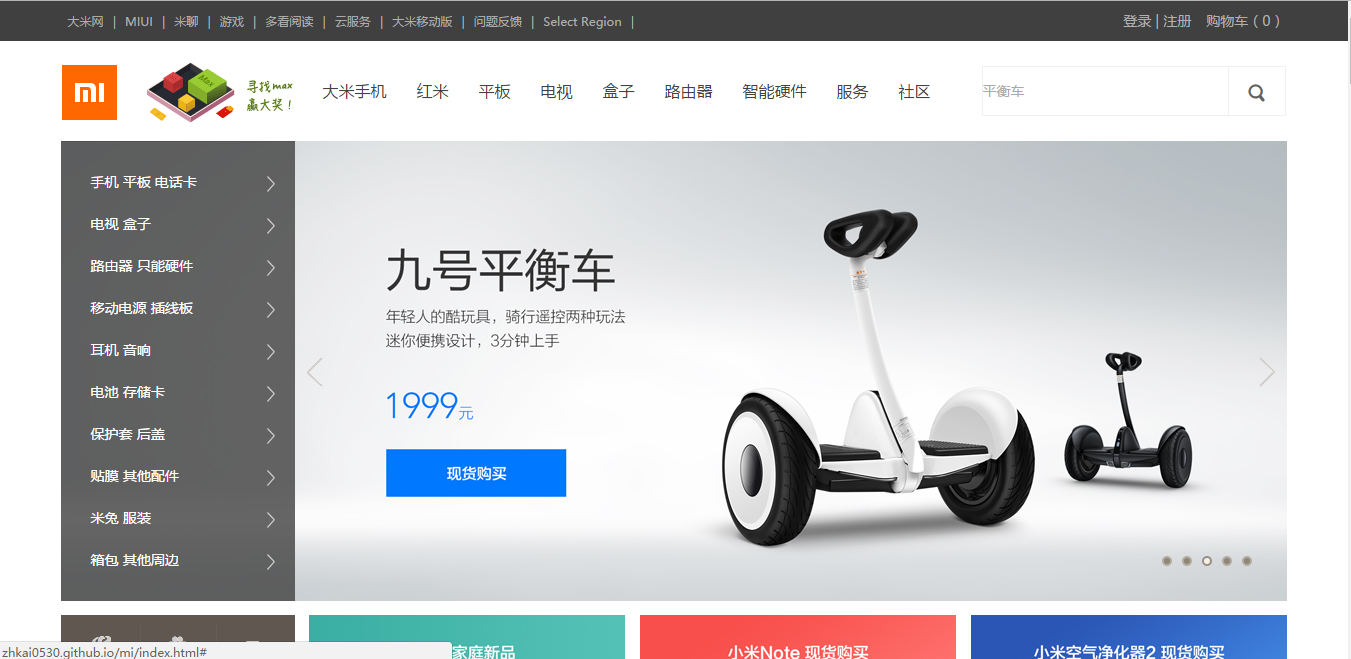 大米网 | MIUI | 米聊 | 游戏 | 多看阅读 | 云服务 | 大米移动版 | 问题反馈 | Select Region |
登录 | 注册 购物车 ( 0 )
mi
寻找max
赢大奖！
大米手机 红米 平板 电视 盒子 路由器 智能硬件 服务 社区
平衡车
手机 平板 电话卡
电视 盒子
路由器 只能硬件
移动电源 插线板
耳机 音响
电池 存储卡
保护套 后盖
贴膜 其他配件
米兔 服装
箱包 其他周边
九号平衡车
年轻人的酷玩具，骑行遥控两种玩法
迷你便携设计，3分钟上手
1999元
现货购买
家庭新品
小米Note 现货购买
小米空气净化器2 现货购买
zhkai0530.github.io/mi/index.html#